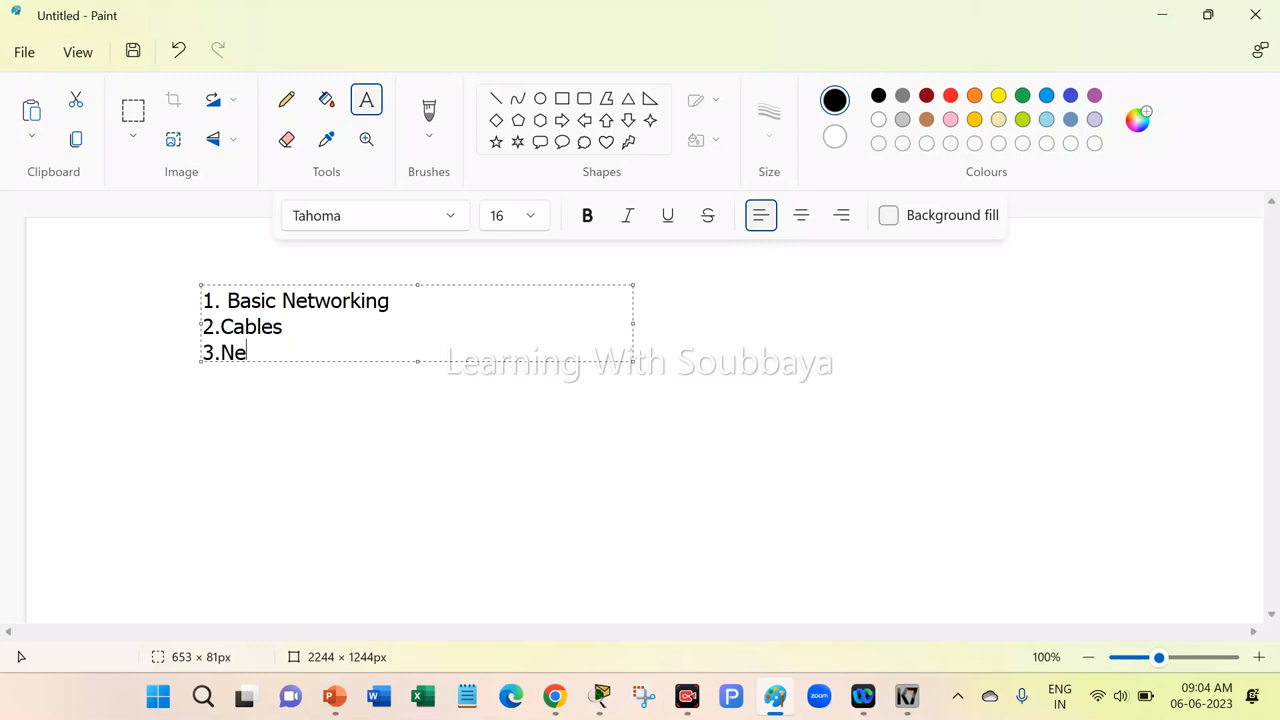 Untitled - Paint
File
View
Clipboard
Image
Tools
Brushes
Shapes
Size
Colours
Tahoma
16
B
I
U
S
Background fill
1. Basic Networking
2.Cables
3.Ne
Learning With Soubbaya
653 × 81px
2244 × 1244px
100%
zoom
K7
ENG
IN
09:04 AM
06-06-2023